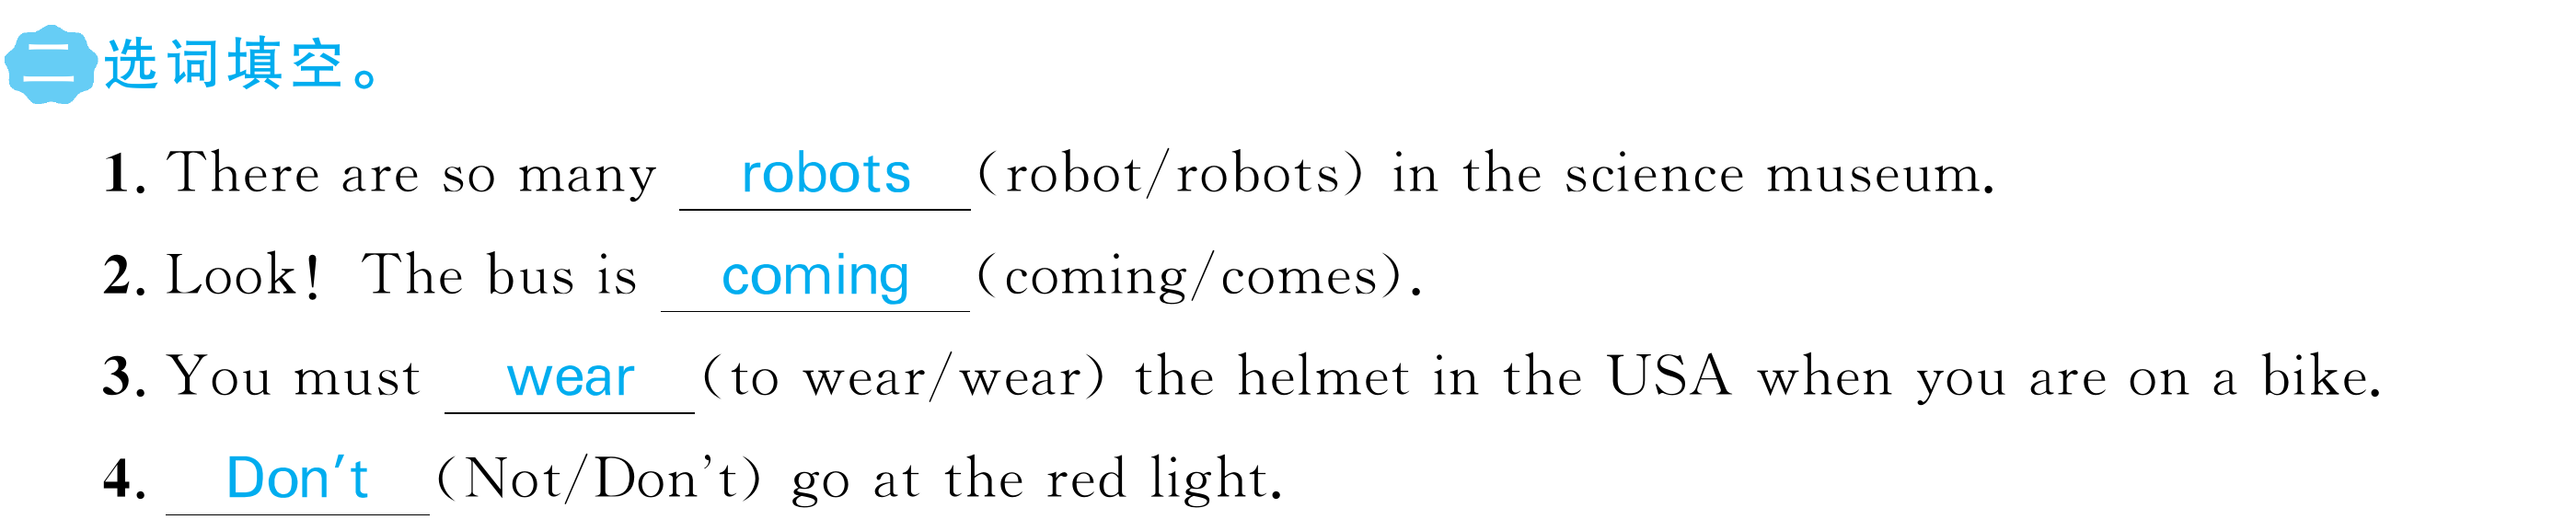 二 选词填空。
1. There are so many robots (robot/robots) in the science museum.
2. Look! The bus is coming (coming/comes).
3. You must wear (to wear/wear) the helmet in the USA when you are on a bike.
4. Don't (Not/Don't) go at the red light.